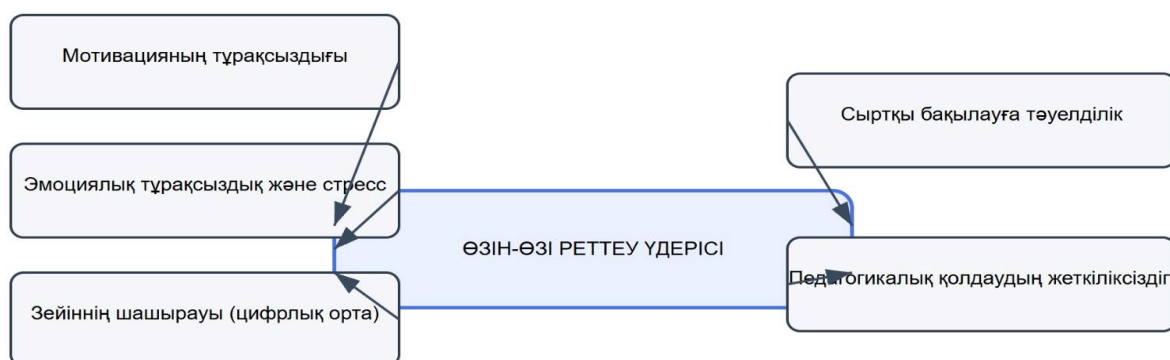 Мотивацияның тұрақсыздығы
Эмоциялық тұрақсыздық және стресс
Зейіннің шашырауы (цифрлық орта)
ӨЗІН-ӨЗІ РЕТТЕУ ҮДЕРІСІ
Сыртқы бақылауға тәуелділік
Педагогикалық қолдаудың